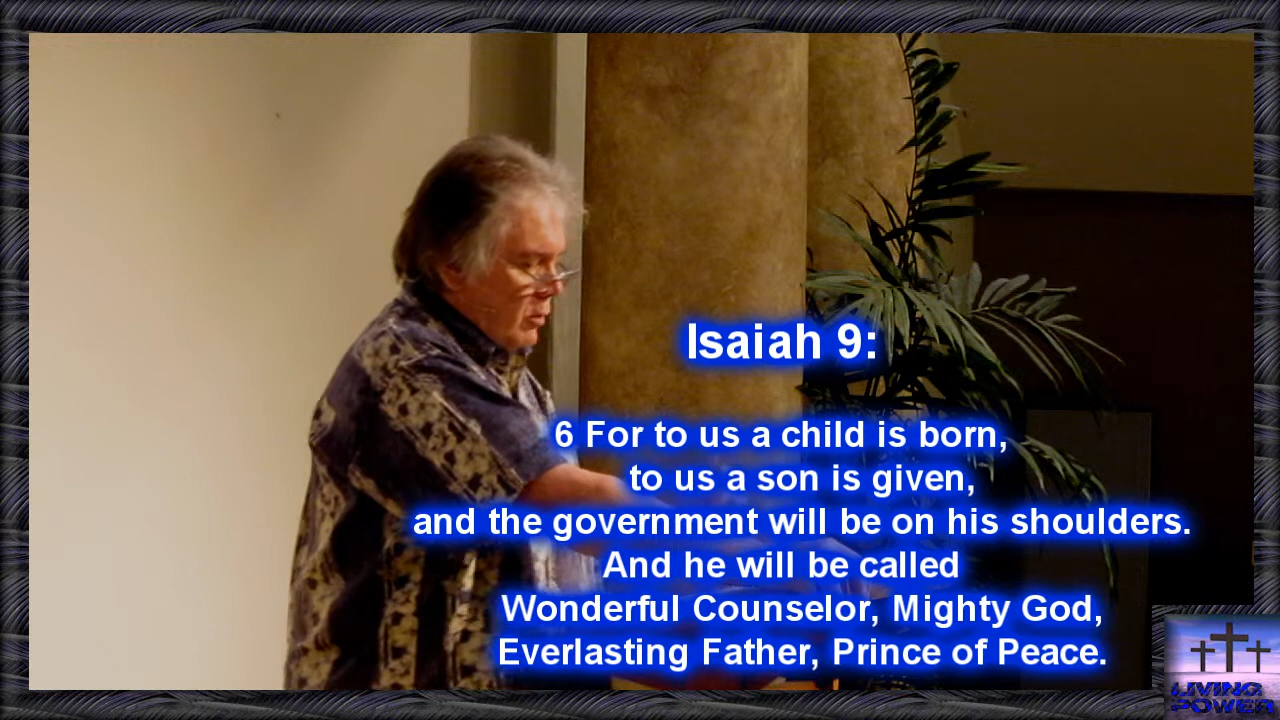 Isaiah 9:
6 For to us a child is born,
to us a son is given,
and the government will be on his shoulders.
And he will be called
Wonderful Counselor, Mighty God,
Everlasting Father, Prince of Peace.
LIVING
POWER